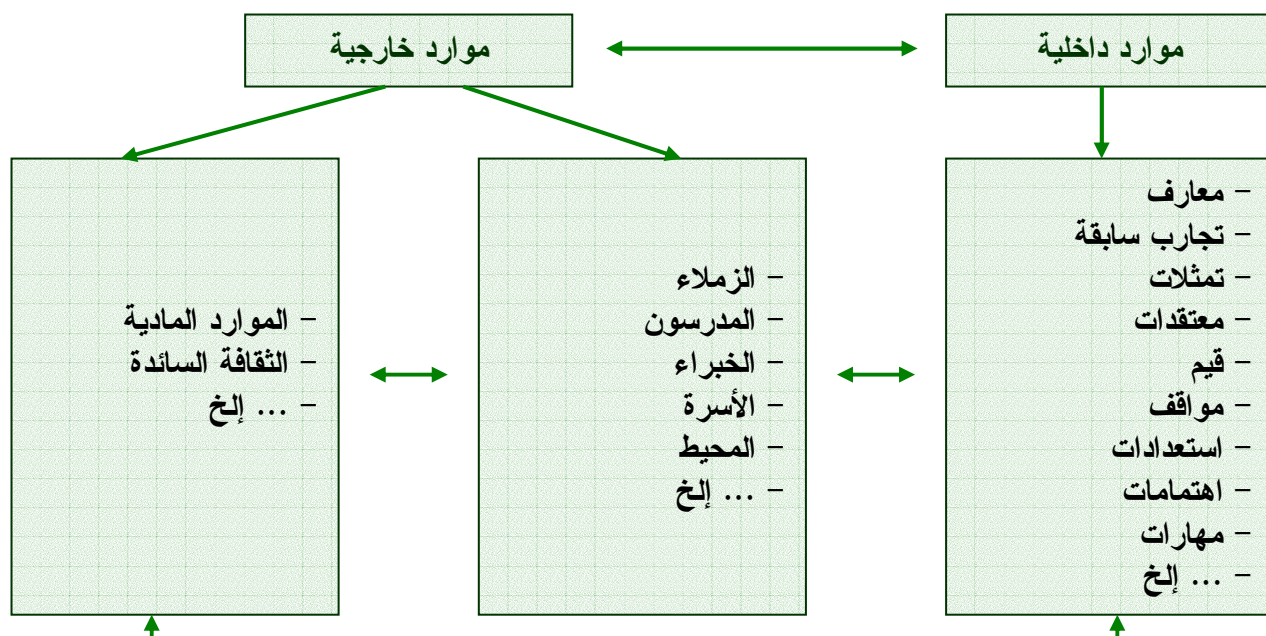 موارد داخلية
موارد خارجية
– معارف
– تجارب سابقة
– تمثلات
– معتقدات
– قيم
– مواقف
– استعدادات
– اهتمامات
– مهارات
– ... إلخ
– الزملاء
– المدرسون
– الخبراء
– الأسرة
– المحيط
– ... إلخ
– الموارد المادية
– الثقافة السائدة
– ... إلخ